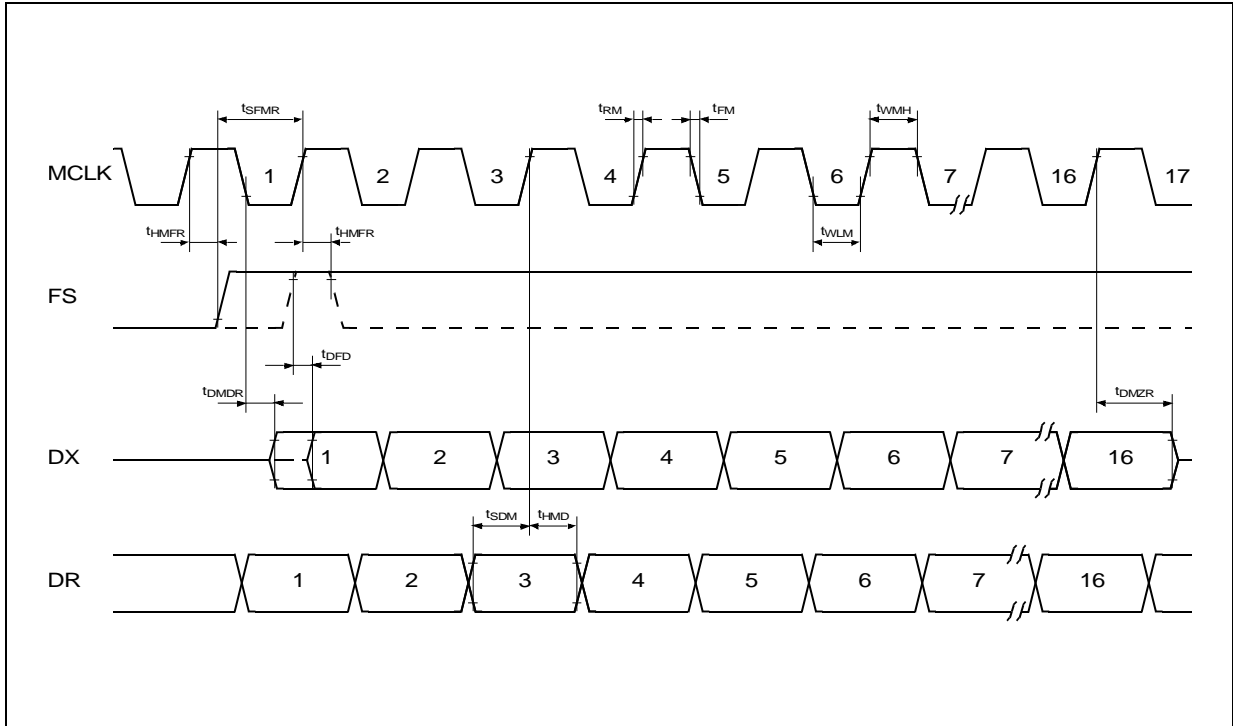 tSFMR tRM tFM tWMH
MCLK 1 2 3 4 5 6 7 16 17
tHMFR tHMFR tWLM
FS
tDFD
tDMDR tDMZR
DX 1 2 3 4 5 6 7 16
tSDM tHMD
DR 1 2 3 4 5 6 7 16